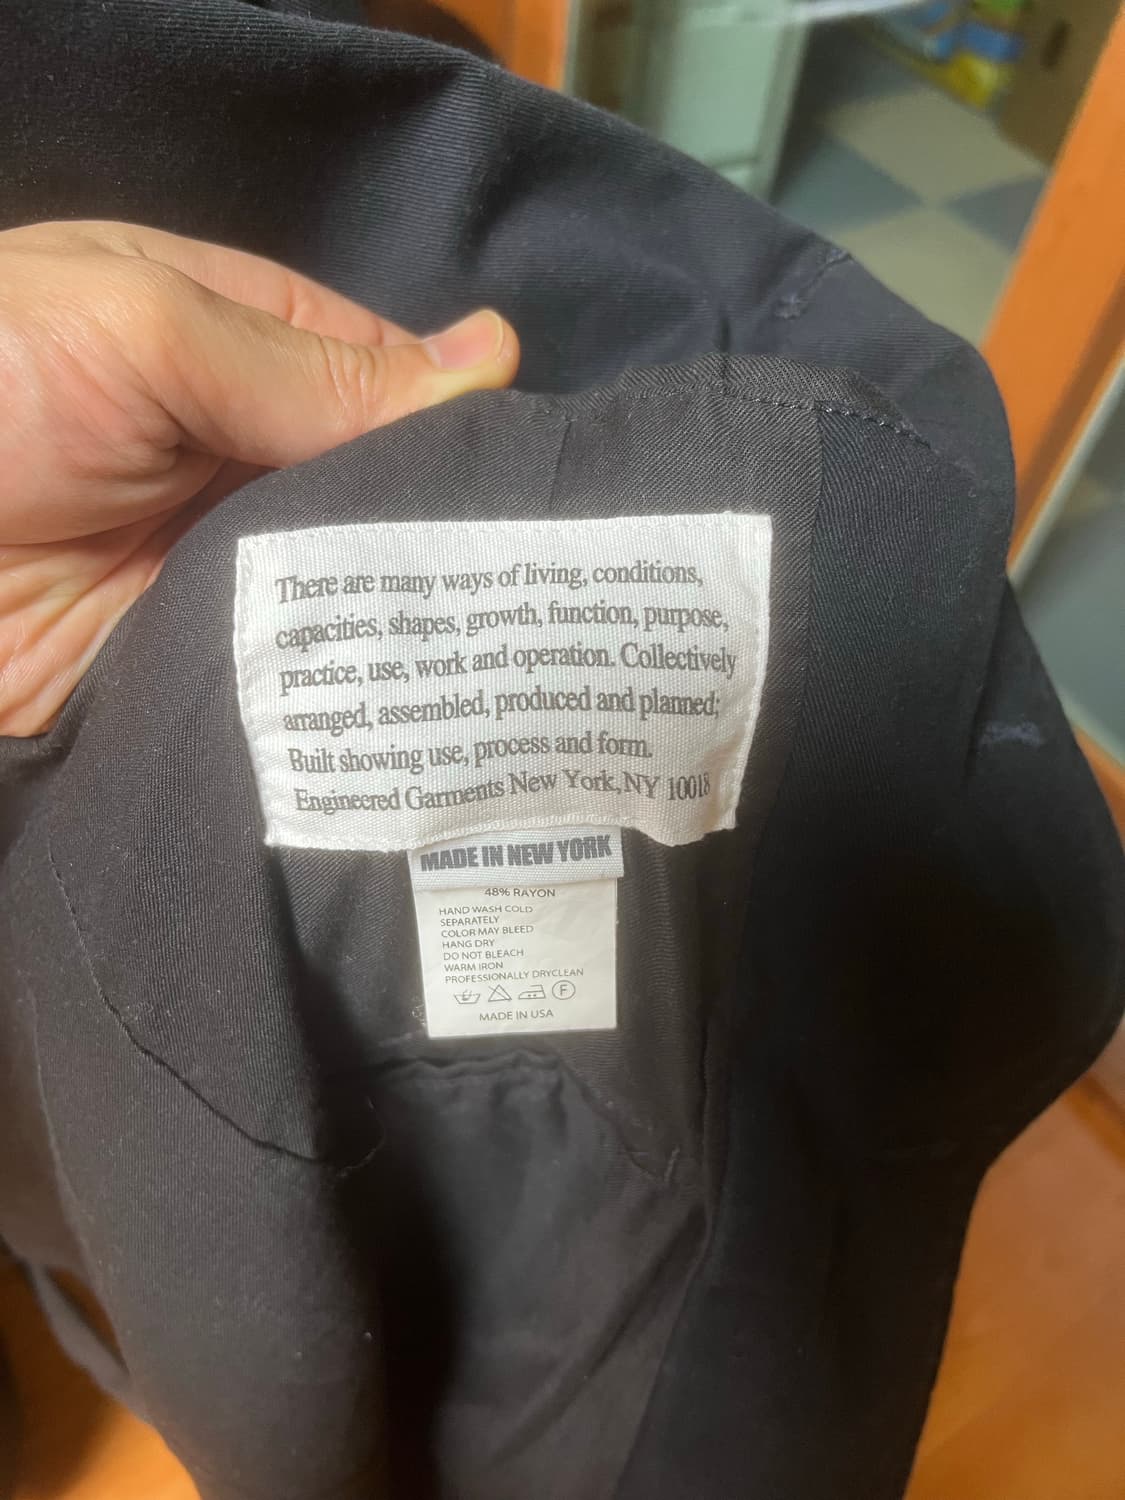 There are many ways of living, conditions,
capacities, shapes, growth, function, purpose,
practice, use, work and operation. Collectively
arranged, assembled, produced and planned;
Built showing use, process and form.
Engineered Garments New York, NY 10018
MADE IN NEW YORK
48% RAYON
HAND WASH COLD
SEPARATELY
COLOR MAY BLEED
HANG DRY
DO NOT BLEACH
WARM IRON
PROFESSIONALLY DRYCLEAN
F
MADE IN USA